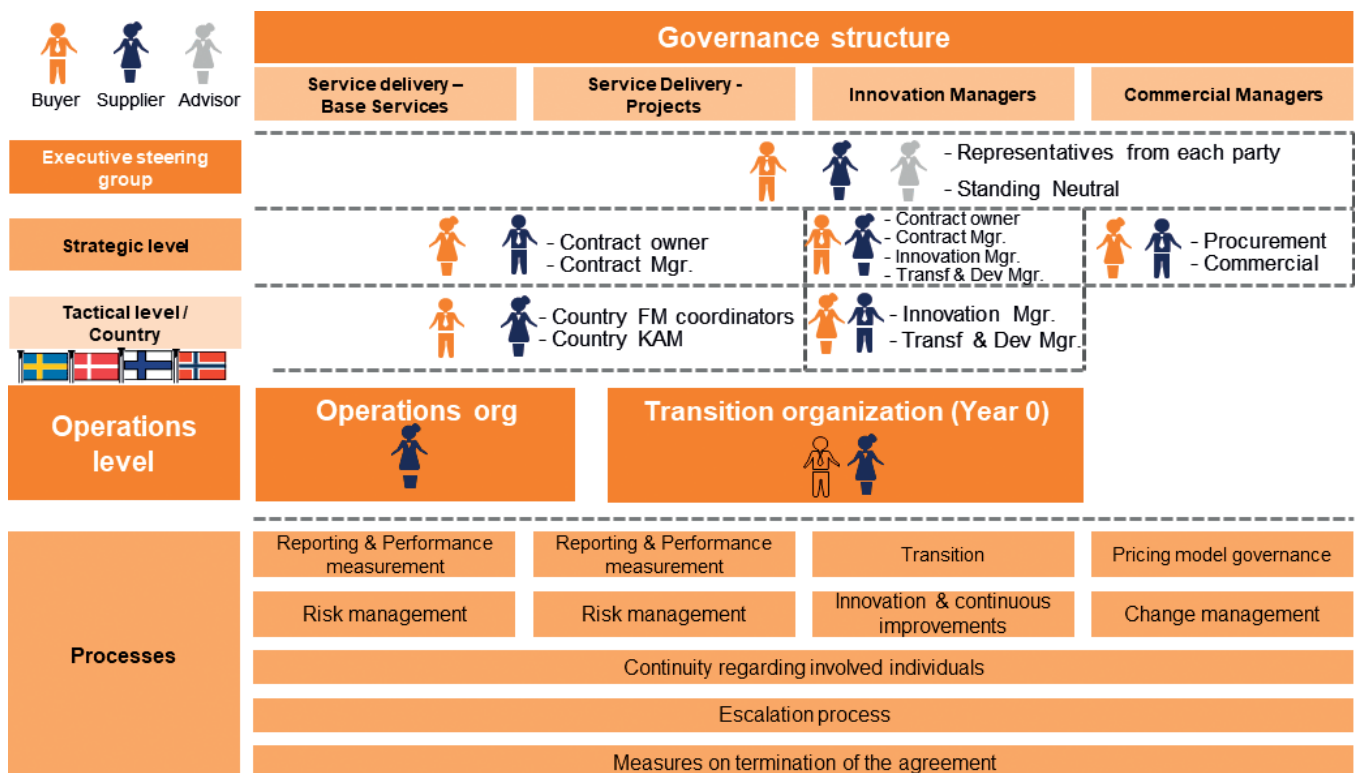 Governance structure
Buyer
Supplier
Advisor
Service delivery –
Base Services
Service Delivery -
Projects
Innovation Managers
Commercial Managers
Executive steering
group
- Representatives from each party
- Standing Neutral
Strategic level
- Contract owner
- Contract Mgr.
- Contract owner
- Contract Mgr.
- Innovation Mgr.
- Transf & Dev Mgr.
- Procurement
- Commercial
Tactical level /
Country
- Country FM coordinators
- Country KAM
- Innovation Mgr.
- Transf & Dev Mgr.
Operations
level
Operations org
Transition organization (Year 0)
Processes
Reporting & Performance
measurement
Reporting & Performance
measurement
Transition
Pricing model governance
Risk management
Risk management
Innovation & continuous
improvements
Change management
Continuity regarding involved individuals
Escalation process
Measures on termination of the agreement